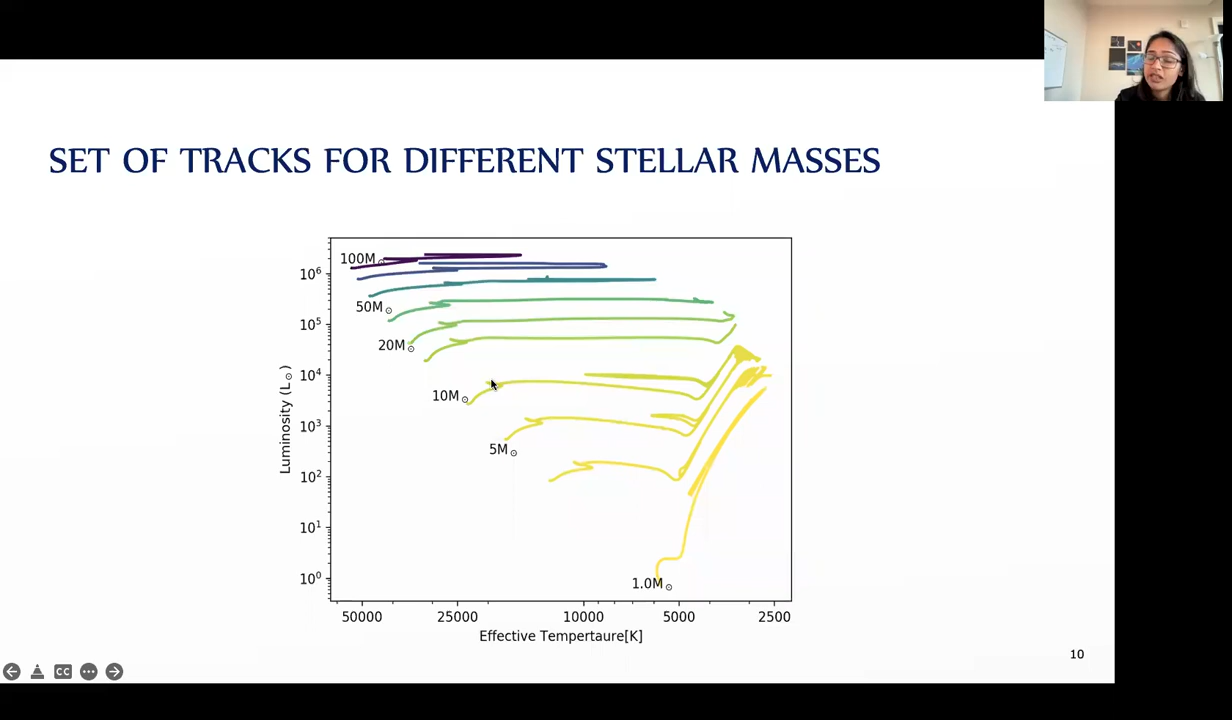 SET OF TRACKS FOR DIFFERENT STELLAR MASSES
100M⊙
50M⊙
20M⊙
10M⊙
5M⊙
1.0M⊙
10⁶
10⁵
10⁴
10³
10²
10¹
10⁰
Luminosity (L⊙)
50000 25000 10000 5000 2500
Effective Tempertaure[K]
10
CC